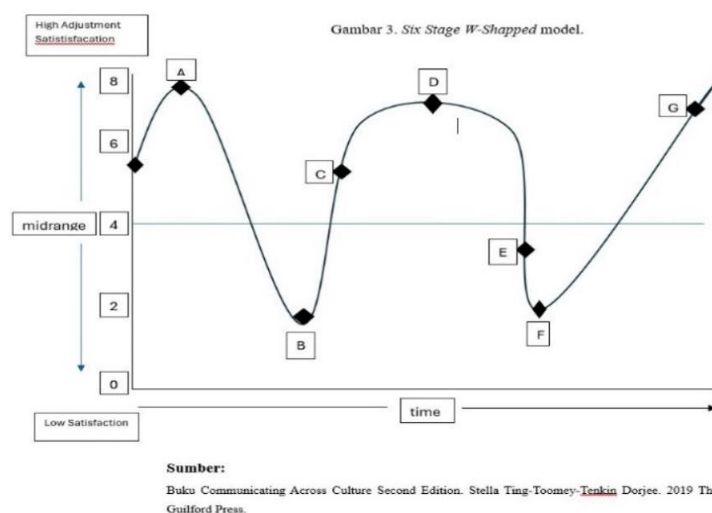 High Adjustment
Satistisfacation
Gambar 3. Six Stage W-Shapped model.
8
A
D
G
6
C
midrange
4
E
2
B
F
0
Low Satisfaction
time
Sumber:
Buku Communicating Across Culture Second Edition. Stella Ting-Toomey-Tenkin Dorjee. 2019 Th
Guilford Press.